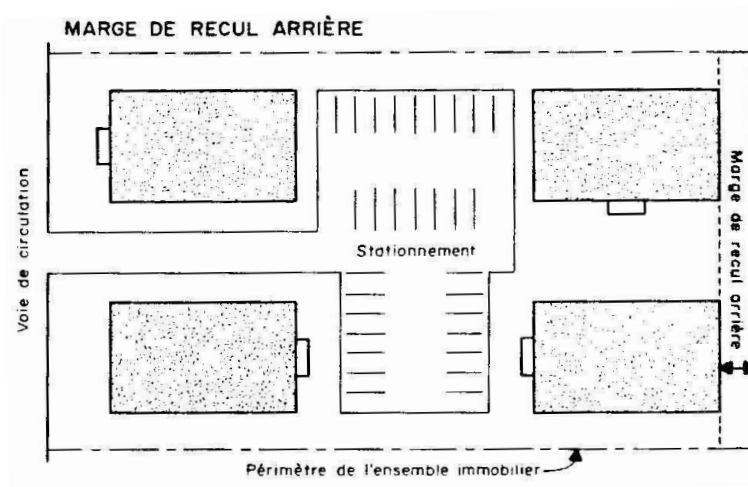 MARGE DE RECUL ARRIÈRE
Voie de circulation
Stationnement
Marge de recul arrière
Périmètre de l'ensemble immobilier